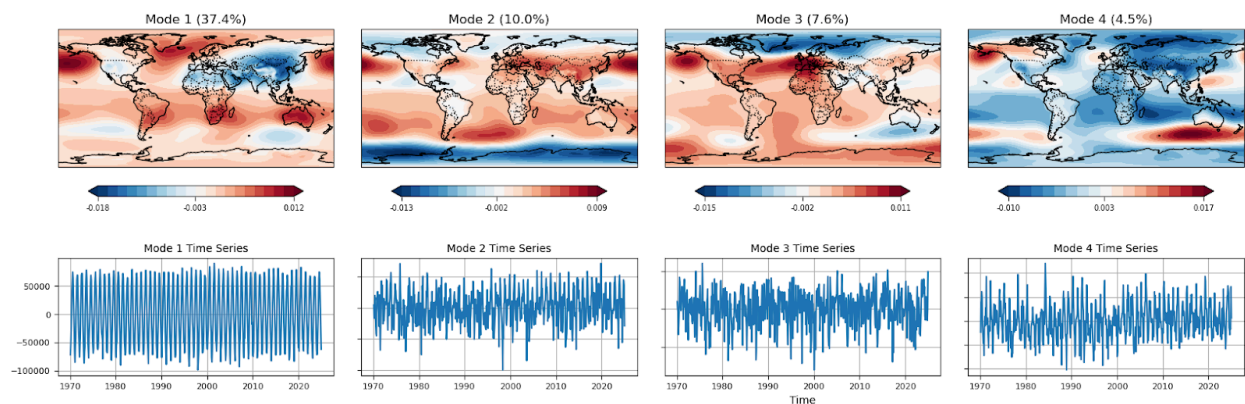 Mode 1 (37.4%)
Mode 2 (10.0%)
Mode 3 (7.6%)
Mode 4 (4.5%)
-0.018 -0.003 0.012
-0.013 -0.002 0.009
-0.015 -0.002 0.011
-0.010 0.003 0.017
Mode 1 Time Series
Mode 2 Time Series
Mode 3 Time Series
Mode 4 Time Series
50000
0
-50000
-100000
1970 1980 1990 2000 2010 2020
1970 1980 1990 2000 2010 2020
1970 1980 1990 2000 2010 2020
1970 1980 1990 2000 2010 2020
Time